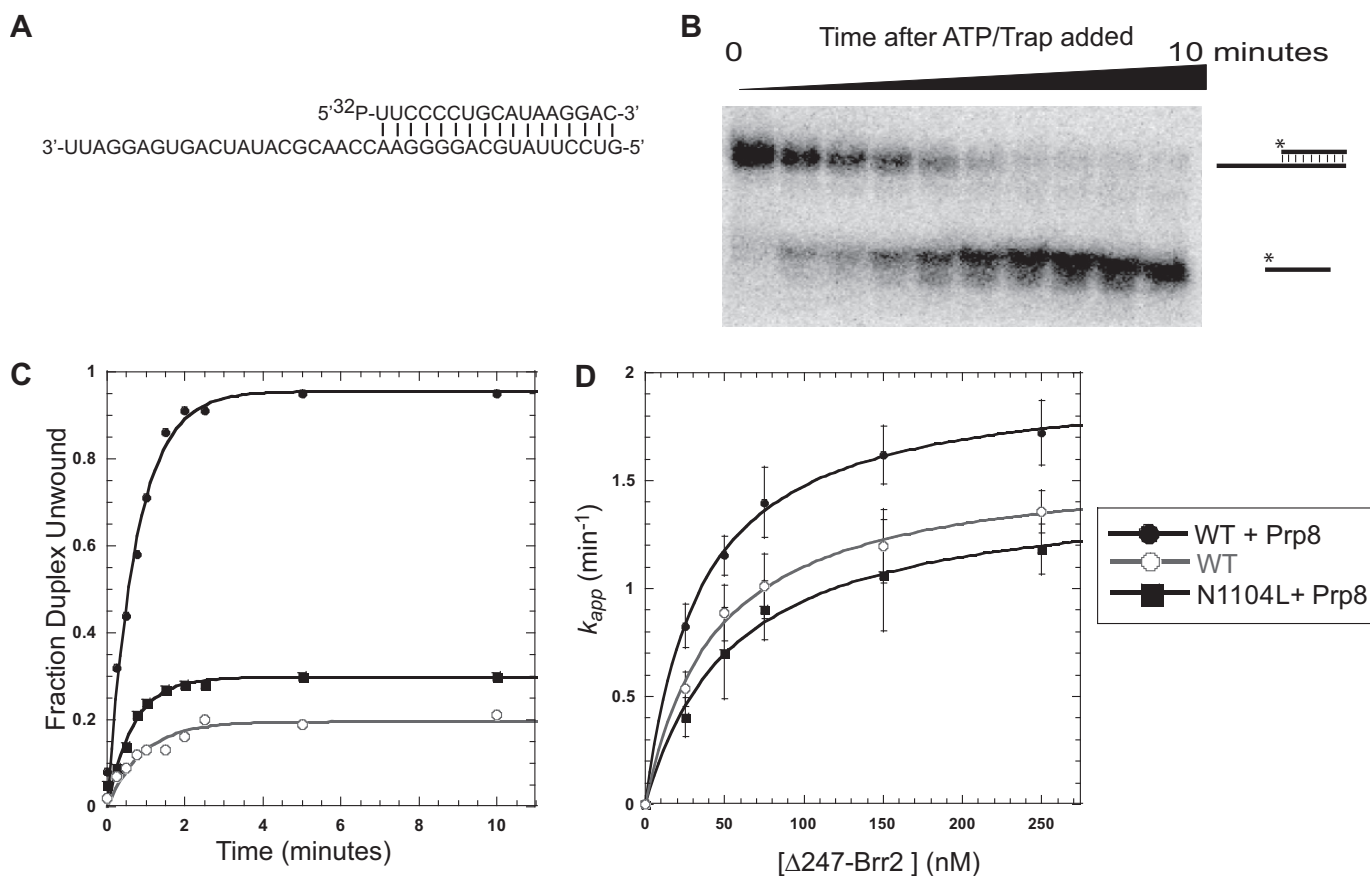 A
5'32P-UUCCCCUGCAUAAGGAC-3'
3'-UUAGGAGUGACUAUACGCAACCAAGGGGACGUAUUCCUG-5'
B
Time after ATP/Trap added
0 10 minutes
*
*
C
Fraction Duplex Unwound
1
0.8
0.6
0.4
0.2
0
0 2 4 6 8 10
Time (minutes)
D
kapp (min-1)
2
1.5
1
0.5
0
0 50 100 150 200 250
[Δ247-Brr2 ] (nM)
WT + Prp8
WT
N1104L+ Prp8